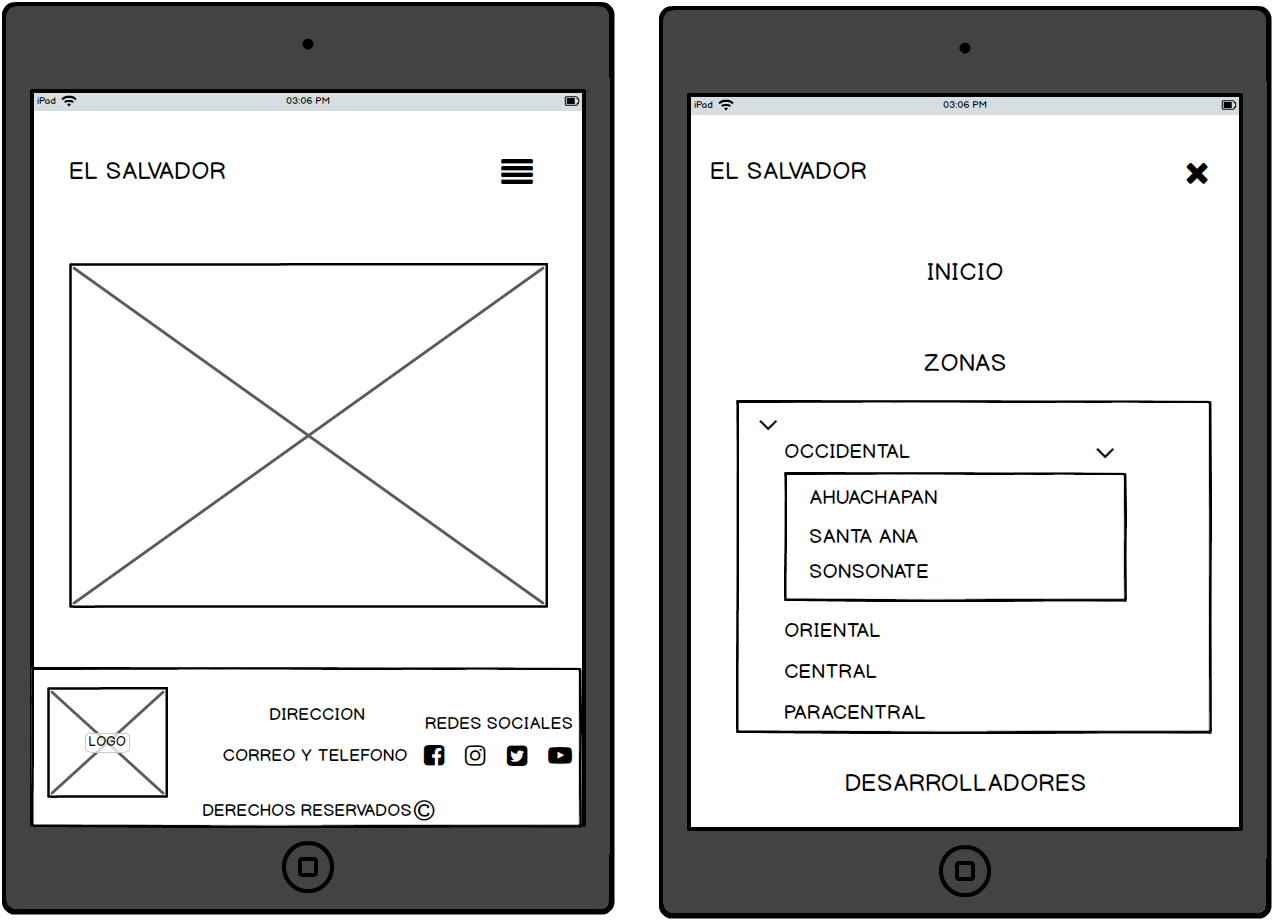 iPad 03:06 PM
EL SALVADOR
LOGO
DIRECCION
CORREO Y TELEFONO
REDES SOCIALES
DERECHOS RESERVADOS©
iPad 03:06 PM
EL SALVADOR
INICIO
ZONAS
OCCIDENTAL
AHUACHAPAN
SANTA ANA
SONSONATE
ORIENTAL
CENTRAL
PARACENTRAL
DESARROLLADORES